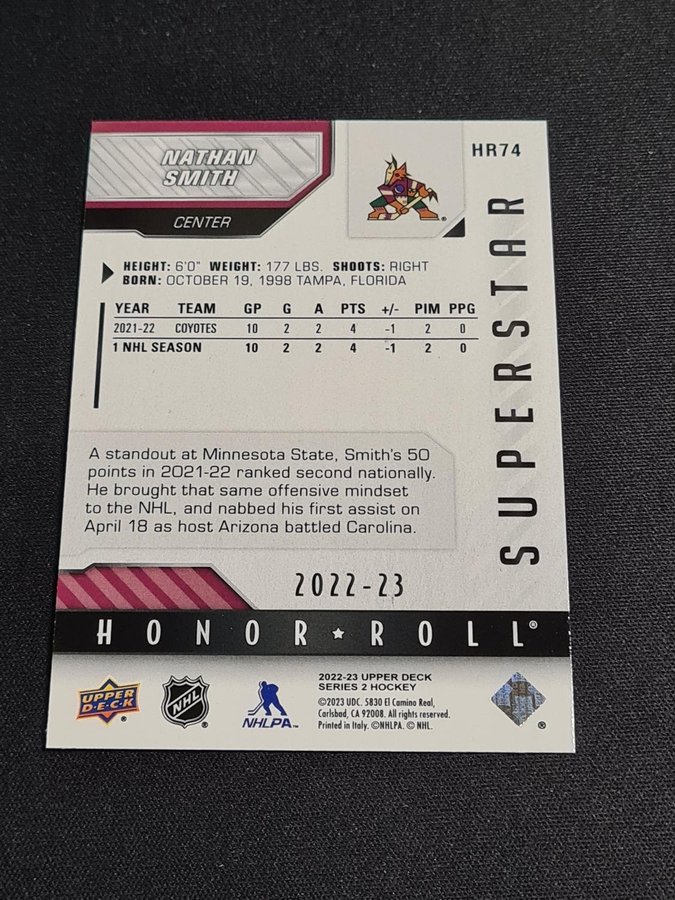 NATHAN
SMITH
HR74
CENTER
SUPERSTAR
HEIGHT: 6'0" WEIGHT: 177 LBS. SHOOTS: RIGHT
BORN: OCTOBER 19, 1998 TAMPA, FLORIDA
YEAR TEAM GP G A PTS +/- PIM PPG
2021-22 COYOTES 10 2 2 4 -1 2 0
1 NHL SEASON 10 2 2 4 -1 2 0
A standout at Minnesota State, Smith's 50
points in 2021-22 ranked second nationally.
He brought that same offensive mindset
to the NHL, and nabbed his first assist on
April 18 as host Arizona battled Carolina.
2022-23
HONOR ★ ROLL®
UPPER
DECK
®
NHL
®
NHLPA™
2022-23 UPPER DECK
SERIES 2 HOCKEY
©2023 UDC. 5830 El Camino Real,
Carlsbad, CA 92008. All rights reserved.
Printed in Italy. ©NHLPA. © NHL.
®